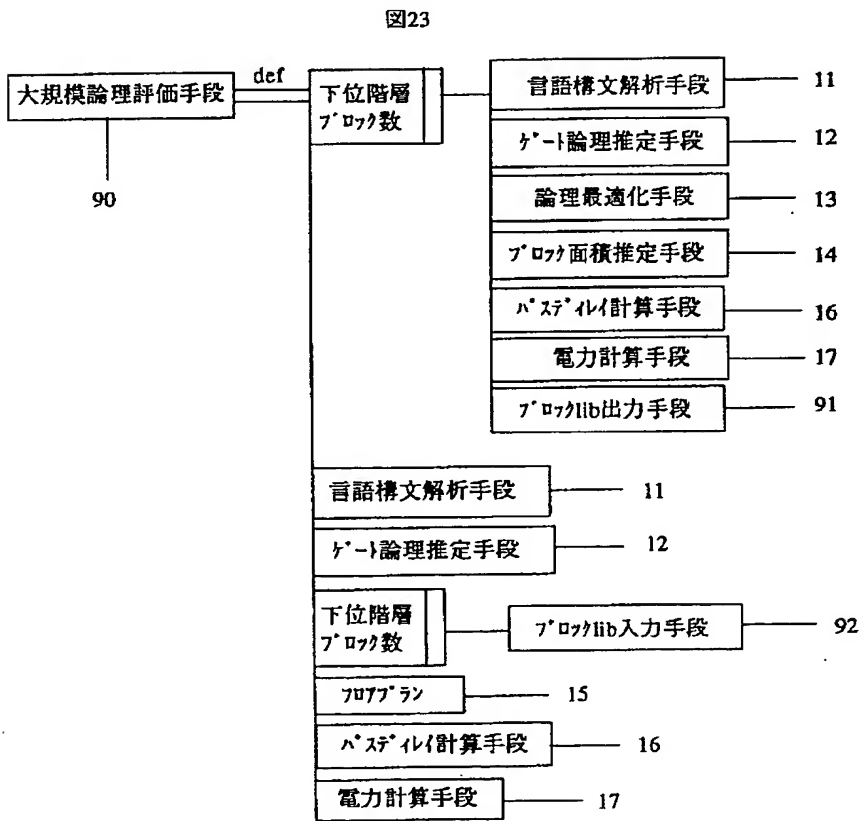 図23
大規模論理評価手段
def
90
下位階層
ﾌﾞﾛｯｸ数
言語構文解析手段
11
ｹﾞｰﾄ論理推定手段
12
論理最適化手段
13
ﾌﾞﾛｯｸ面積推定手段
14
ﾊﾟｽﾃﾞｨﾚｲ計算手段
16
電力計算手段
17
ﾌﾞﾛｯｸlib出力手段
91
言語構文解析手段
11
ｹﾞｰﾄ論理推定手段
12
下位階層
ﾌﾞﾛｯｸ数
ﾌﾞﾛｯｸlib入力手段
92
ﾌﾛｱﾌﾟﾗﾝ
15
ﾊﾟｽﾃﾞｨﾚｲ計算手段
16
電力計算手段
17